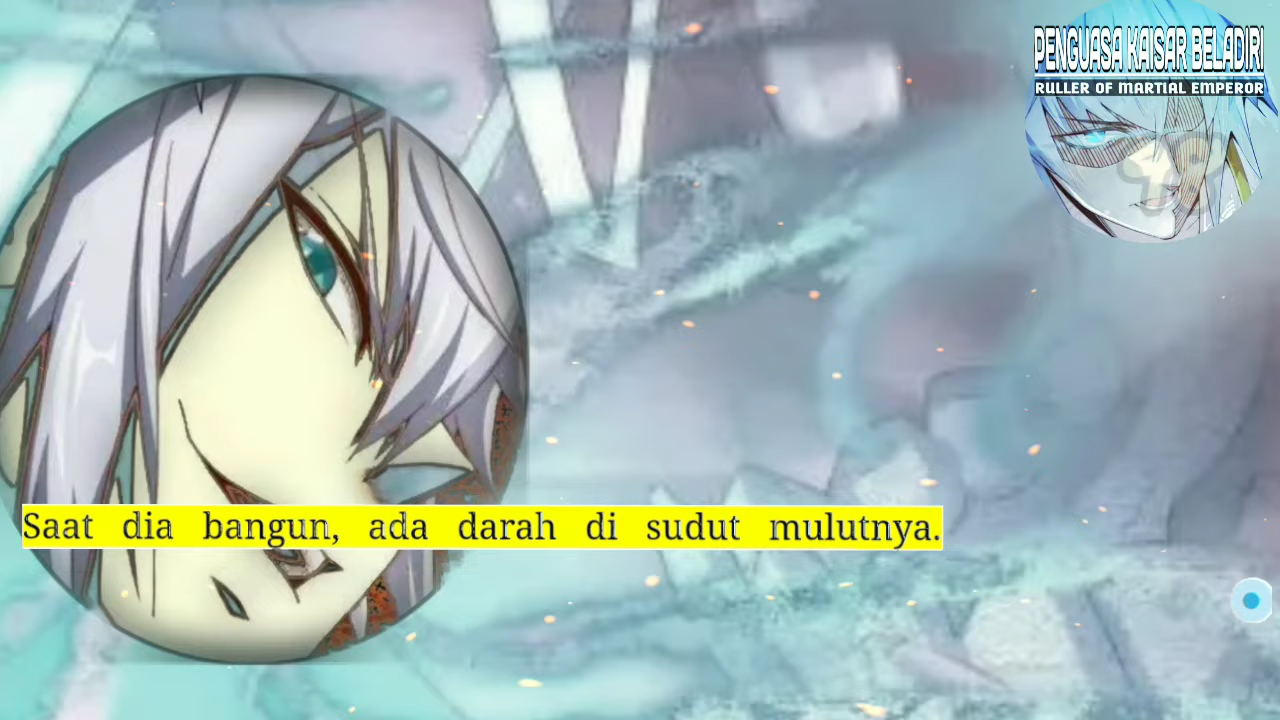 PENGUASA KAISAR BELADIRI
RULLER OF MARTIAL EMPEROR
Saat dia bangun, ada darah di sudut mulutnya.